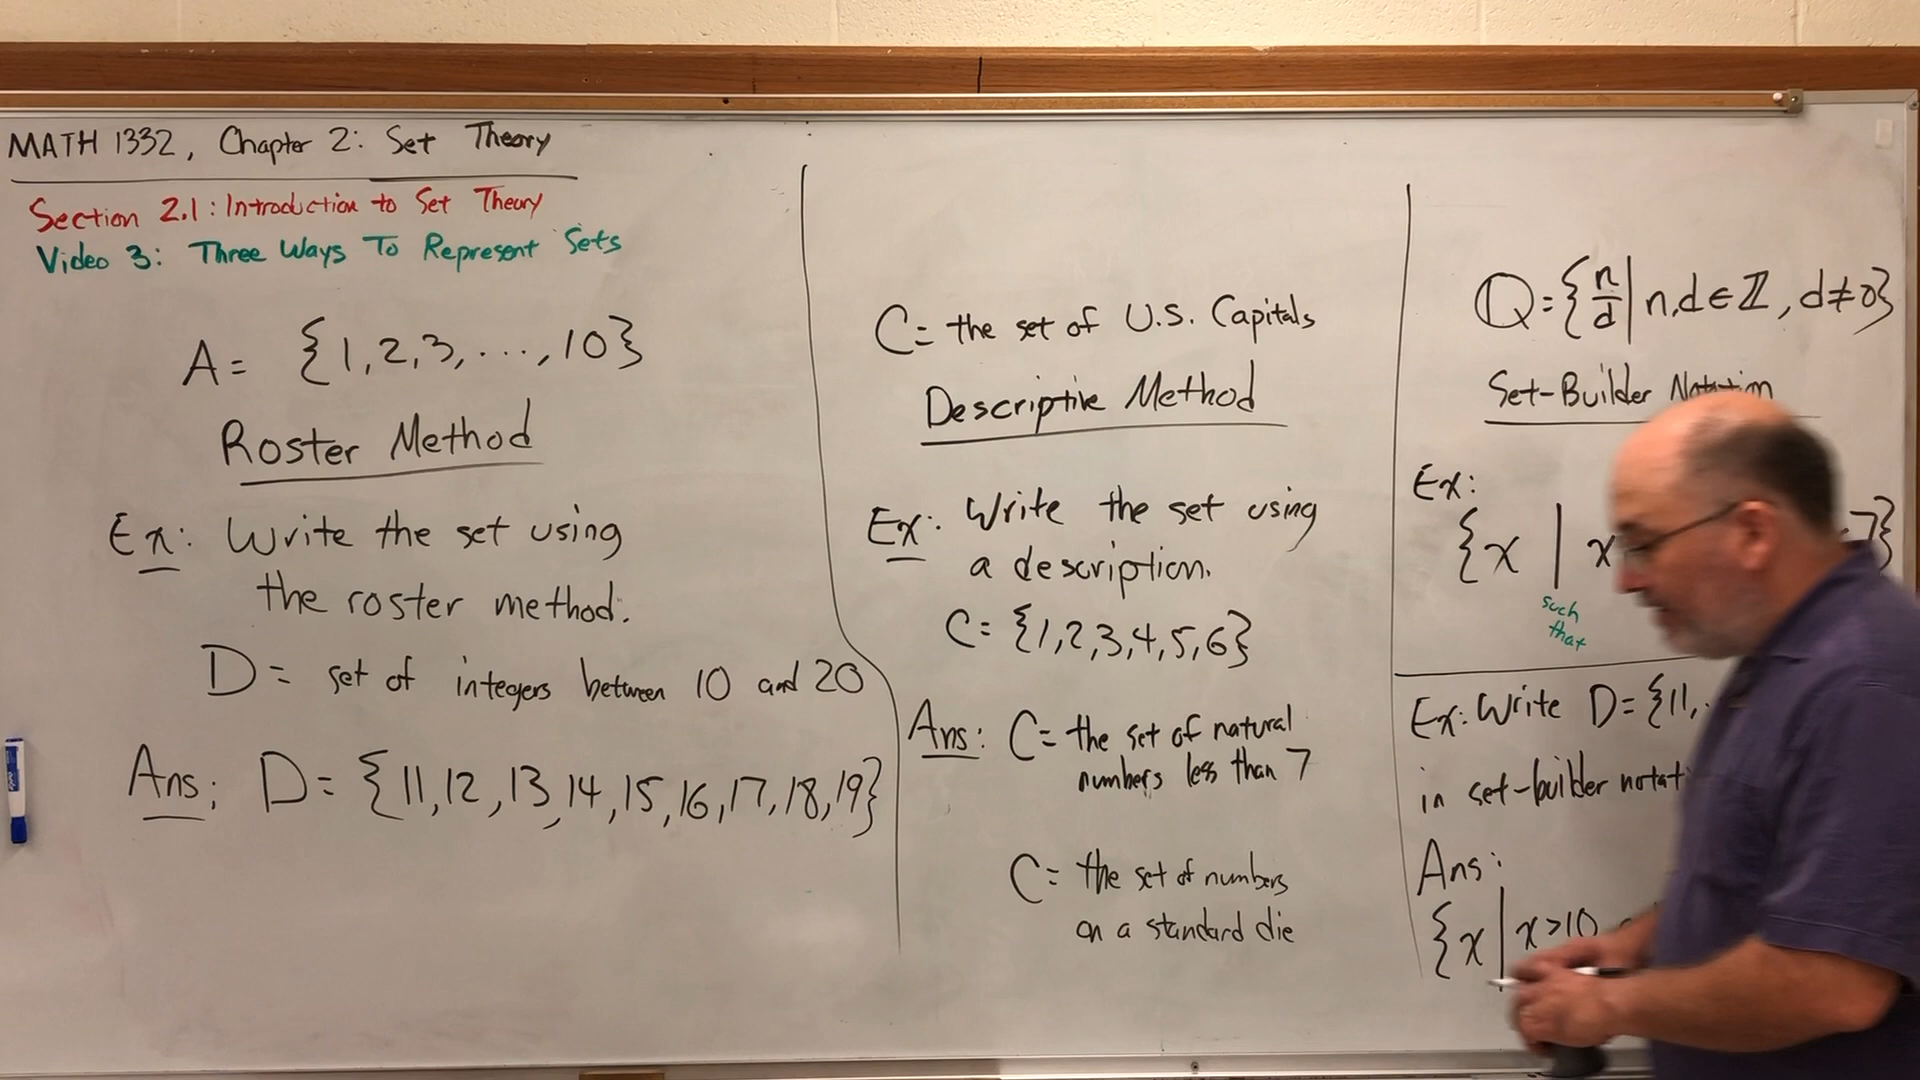 MATH 1332, Chapter 2: Set Theory
Section 2.1: Introduction to Set Theory
Video 3: Three Ways To Represent Sets
A = {1,2,3,...,10}
Roster Method
Ex: Write the set using
the roster method.
D = set of integers between 10 and 20
Ans: D = {11,12,13,14,15,16,17,18,19}
C = the set of U.S. Capitals
Descriptive Method
Ex: Write the set using
a description.
C = {1,2,3,4,5,6}
Ans: C = the set of natural
numbers less than 7
C = the set of numbers
on a standard die
ℚ = {n/d | n,d ∈ ℤ, d ≠ 0}
Set-Builder Notation
Ex:
{x | x 7}
such
that
Ex: Write D = {11,
in set-builder
Ans:
{x | x > 10